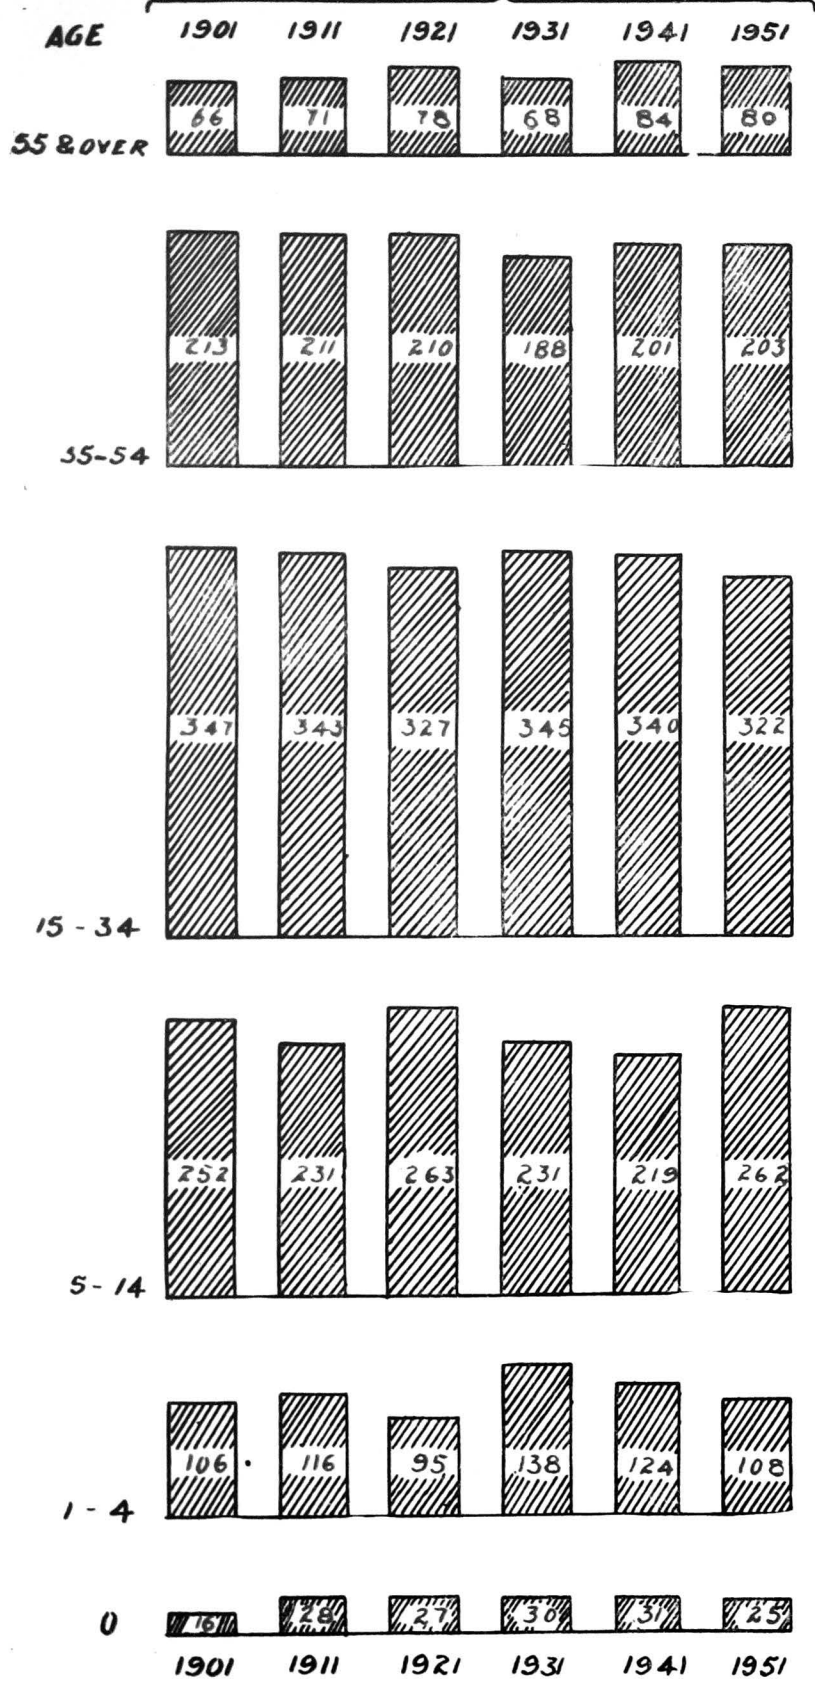 AGE 1901 1911 1921 1931 1941 1951
66 71 78 68 84 80
55 & OVER
213 211 210 188 201 203
35-54
347 343 327 345 340 322
15 - 34
252 231 263 231 219 262
5 - 14
106 116 95 138 124 108
1 - 4
0 16 28 27 30 31 25
1901 1911 1921 1931 1941 1951